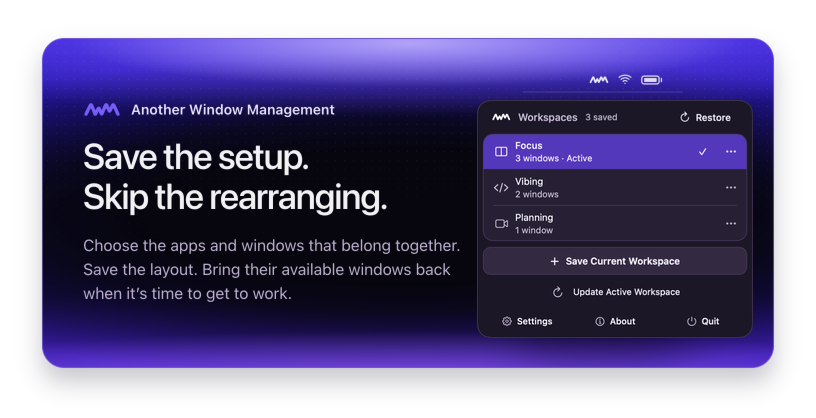 Another Window Management
Save the setup.
Skip the rearranging.
Choose the apps and windows that belong together.
Save the layout. Bring their available windows back
when it’s time to get to work.
Workspaces 3 saved
Restore
Focus
3 windows · Active
Vibing
2 windows
Planning
1 window
+ Save Current Workspace
Update Active Workspace
Settings
About
Quit